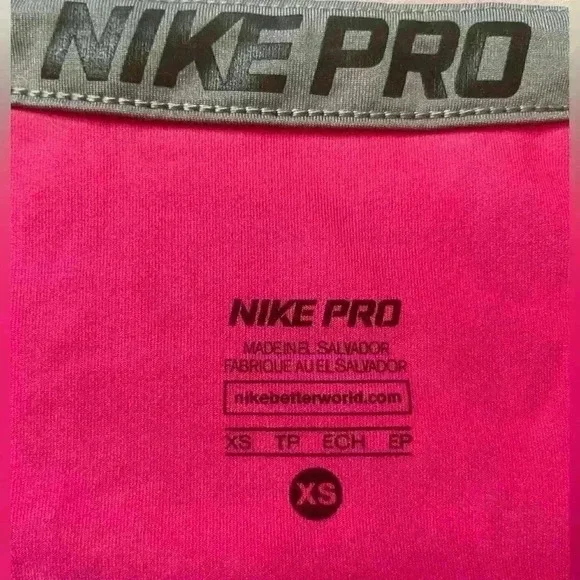 NIKE PRO
NIKE PRO
MADE IN EL SALVADOR
FABRIQUE AU EL SALVADOR
nikebetterworld.com
XS TP ECH EP
XS